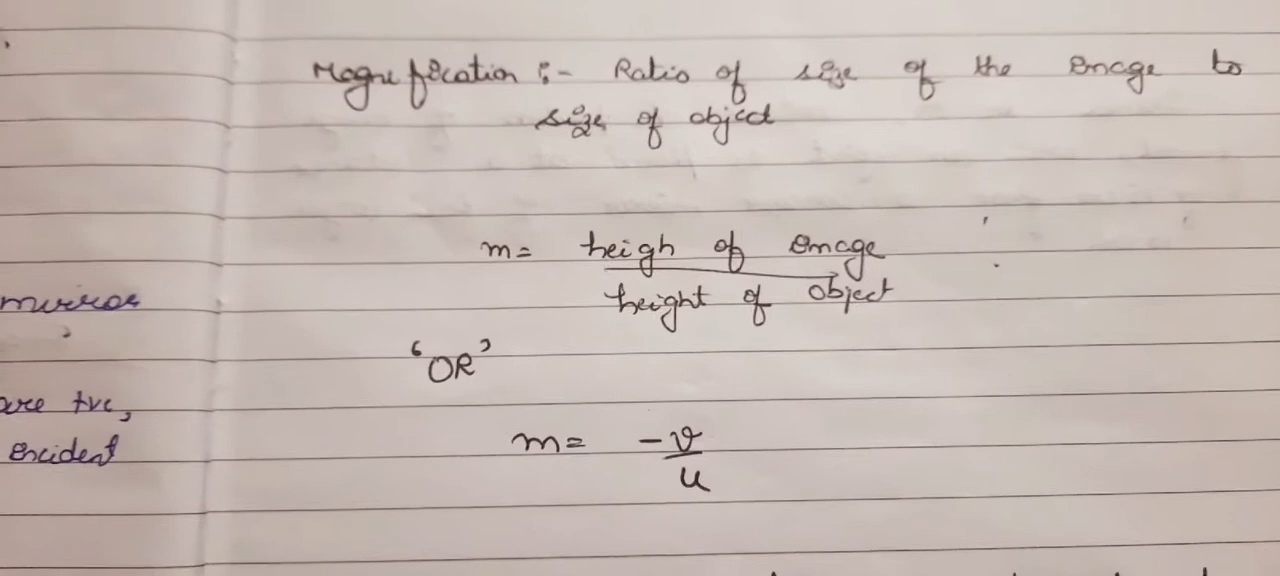 Magnification :- Ratio of size of the image to
size of object
m= heigh of image
height of object
mirror
'OR'
are +ve,
m= -v
incident
u